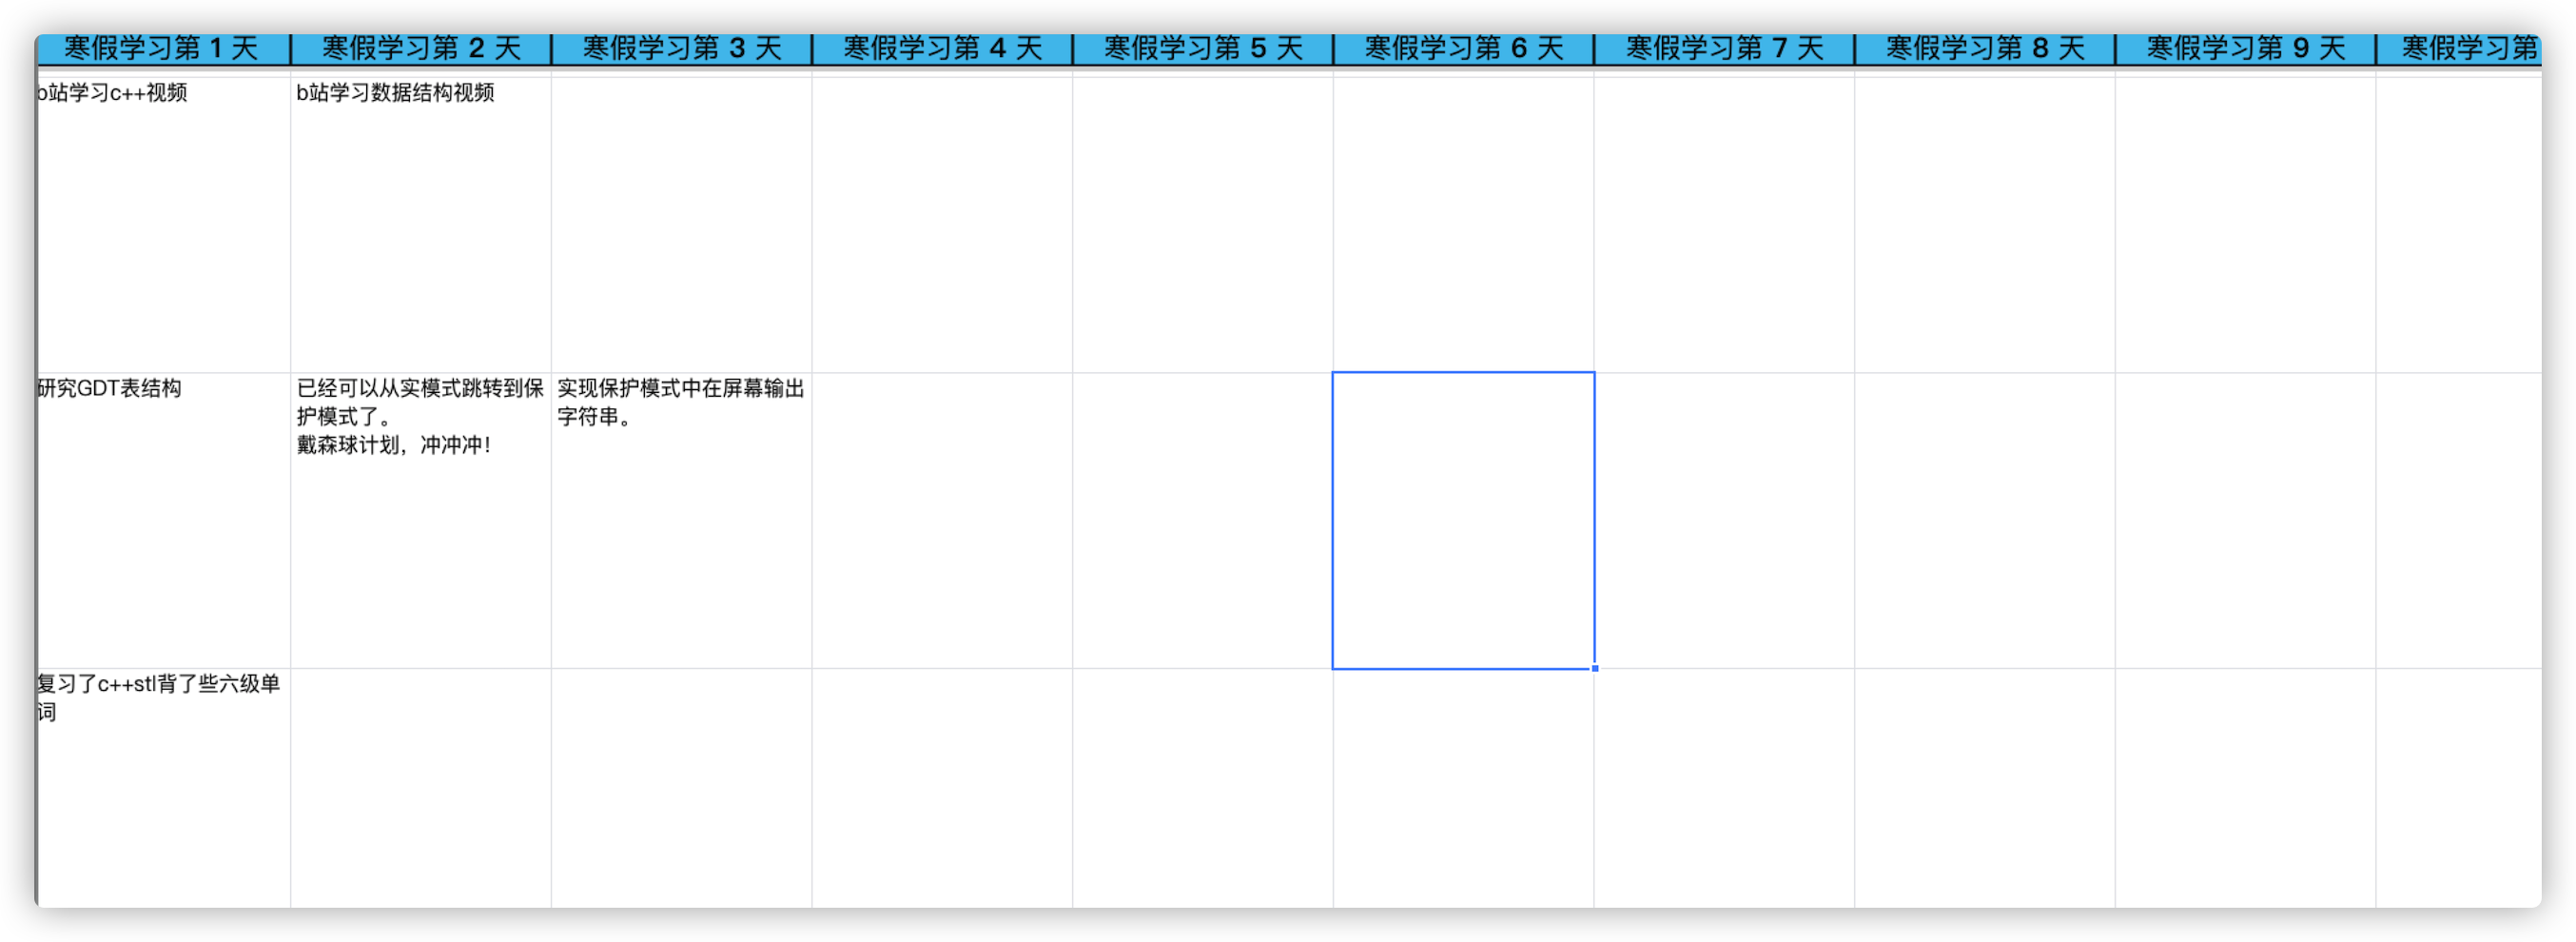 寒假学习第 1 天
寒假学习第 2 天
寒假学习第 3 天
寒假学习第 4 天
寒假学习第 5 天
寒假学习第 6 天
寒假学习第 7 天
寒假学习第 8 天
寒假学习第 9 天
寒假学习第
b站学习c++视频
b站学习数据结构视频
研究GDT表结构
已经可以从实模式跳转到保
护模式了。
戴森球计划，冲冲冲！
实现保护模式中在屏幕输出
字符串。
复习了c++stl背了些六级单
词